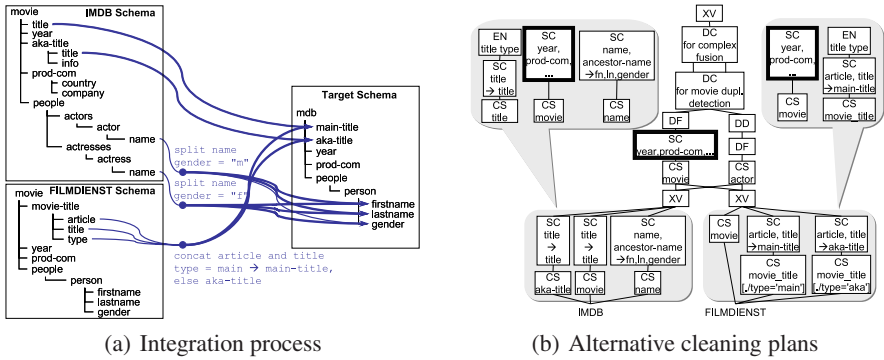 IMDB Schema
movie
title
year
aka-title
title
info
prod-com
country
company
people
actors
actor
name
actresses
actress
name
FILMDIENST Schema
movie
movie-title
article
title
type
year
prod-com
people
person
firstname
lastname
gender
split name
gender = "m"
split name
gender = "f"
concat article and title
type = main → main-title,
else aka-title
Target Schema
mdb
main-title
aka-title
year
prod-com
people
person
firstname
lastname
gender
(a) Integration process
EN
title type
SC
title
→ title
CS
title
SC
year,
prod-com,
...
CS
movie
SC
name,
ancestor-name
→fn,ln,gender
CS
name
XV
DC
for complex
fusion
DC
for movie dupl.
detection
DF
DD
SC
year,prod-com,...
DF
CS
movie
CS
actor
XV
XV
SC
year,
prod-com,
...
CS
movie
EN
title type
SC
article, title
→main-title
CS
movie_title
SC
title
→
title
CS
aka-title
SC
title
→
title
CS
movie
SC
name,
ancestor-name
→fn,ln,gender
CS
name
IMDB
CS
movie
SC
article, title
→main-title
CS
movie_title
[./type='main']
SC
article, title
→aka-title
CS
movie_title
[./type='aka']
FILMDIENST
(b) Alternative cleaning plans